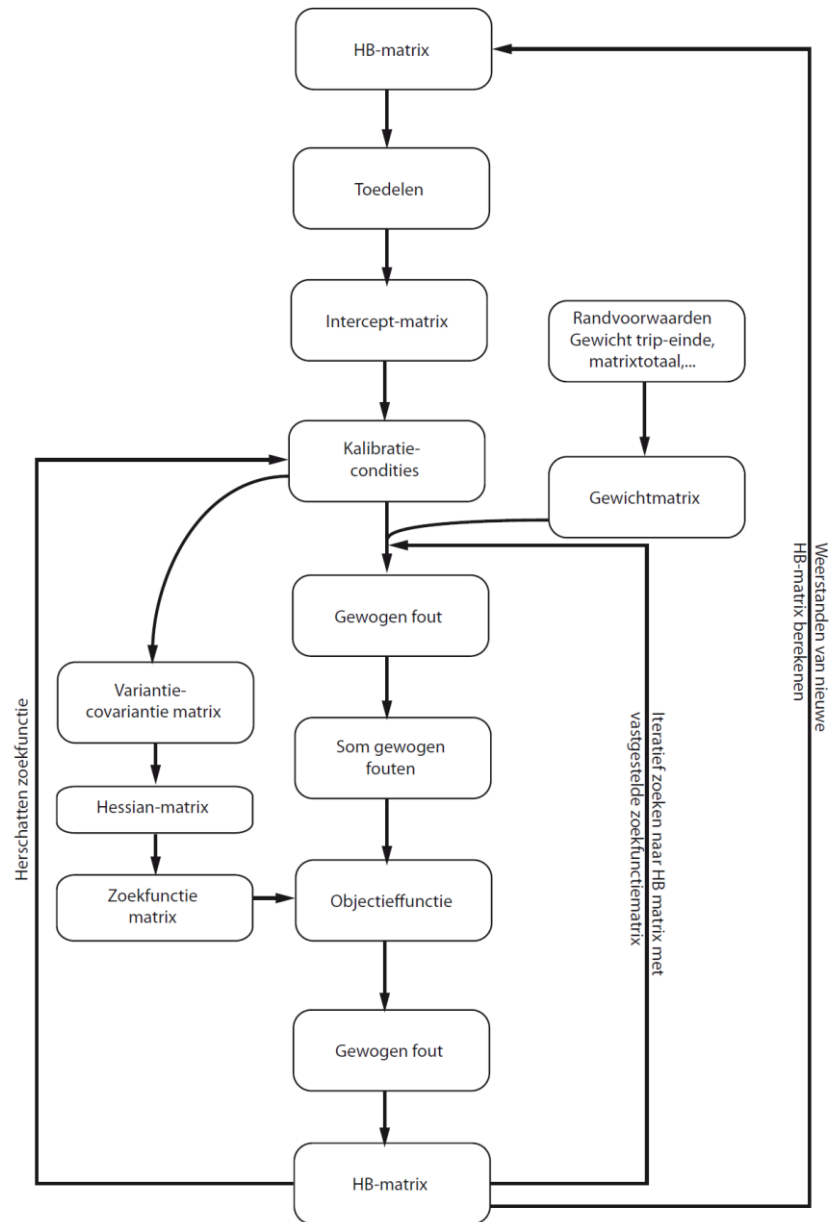 HB-matrix
Toedelen
Intercept-matrix
Randvoorwaarden
Gewicht trip-einde,
matrixtotaal,...
Kalibratie-
condities
Gewichtmatrix
Gewogen fout
Variantie-
covariantie matrix
Som gewogen
fouten
Hessian-matrix
Zoekfunctie
matrix
Objectieffunctie
Gewogen fout
HB-matrix
Herschatten zoekfunctie
Iteratief zoeken naar HB matrix met
vastgestelde zoekfunctiematrix
Weerstanden van nieuwe
HB-matrix berekenen